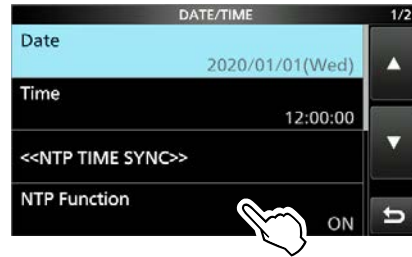 DATE/TIME 1/2
Date
2020/01/01(Wed)
Time
12:00:00
<<NTP TIME SYNC>>
NTP Function
ON